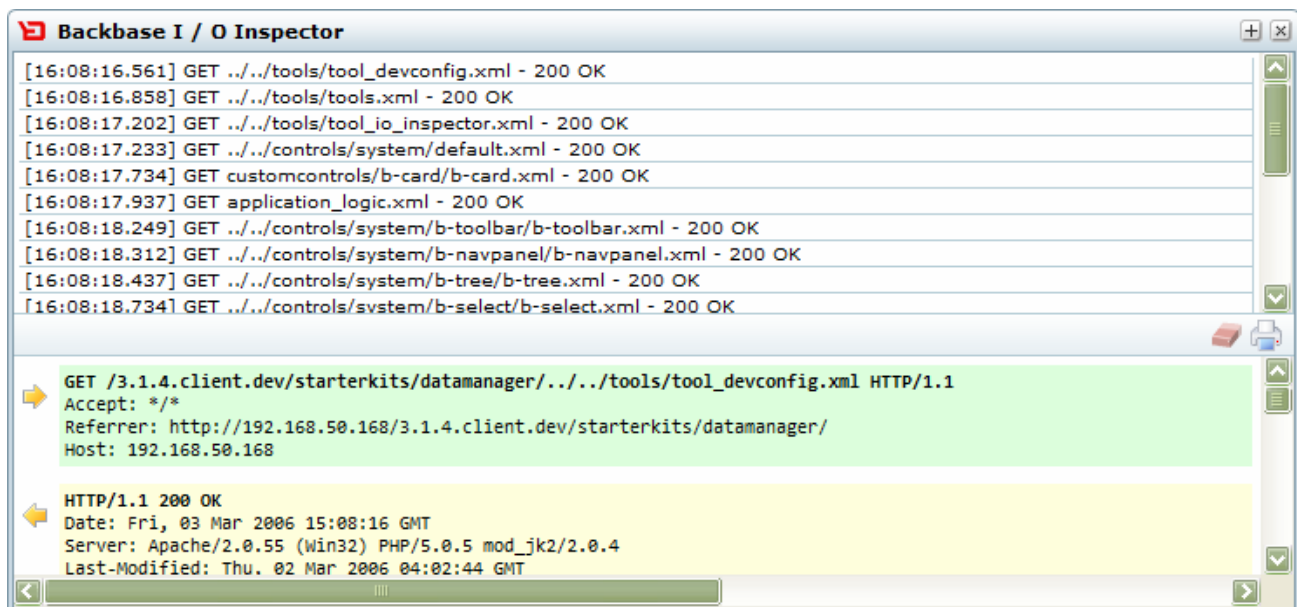 Backbase I / O Inspector
[16:08:16.561] GET ../../tools/tool_devconfig.xml - 200 OK
[16:08:16.858] GET ../../tools/tools.xml - 200 OK
[16:08:17.202] GET ../../tools/tool_io_inspector.xml - 200 OK
[16:08:17.233] GET ../../controls/system/default.xml - 200 OK
[16:08:17.734] GET customcontrols/b-card/b-card.xml - 200 OK
[16:08:17.937] GET application_logic.xml - 200 OK
[16:08:18.249] GET ../../controls/system/b-toolbar/b-toolbar.xml - 200 OK
[16:08:18.312] GET ../../controls/system/b-navpanel/b-navpanel.xml - 200 OK
[16:08:18.437] GET ../../controls/system/b-tree/b-tree.xml - 200 OK
[16:08:18.734] GET ../../controls/system/b-select/b-select.xml - 200 OK
GET /3.1.4.client.dev/starterkits/datamanager/../../tools/tool_devconfig.xml HTTP/1.1
Accept: */*
Referrer: http://192.168.50.168/3.1.4.client.dev/starterkits/datamanager/
Host: 192.168.50.168
HTTP/1.1 200 OK
Date: Fri, 03 Mar 2006 15:08:16 GMT
Server: Apache/2.0.55 (Win32) PHP/5.0.5 mod_jk2/2.0.4
Last-Modified: Thu, 02 Mar 2006 04:02:44 GMT